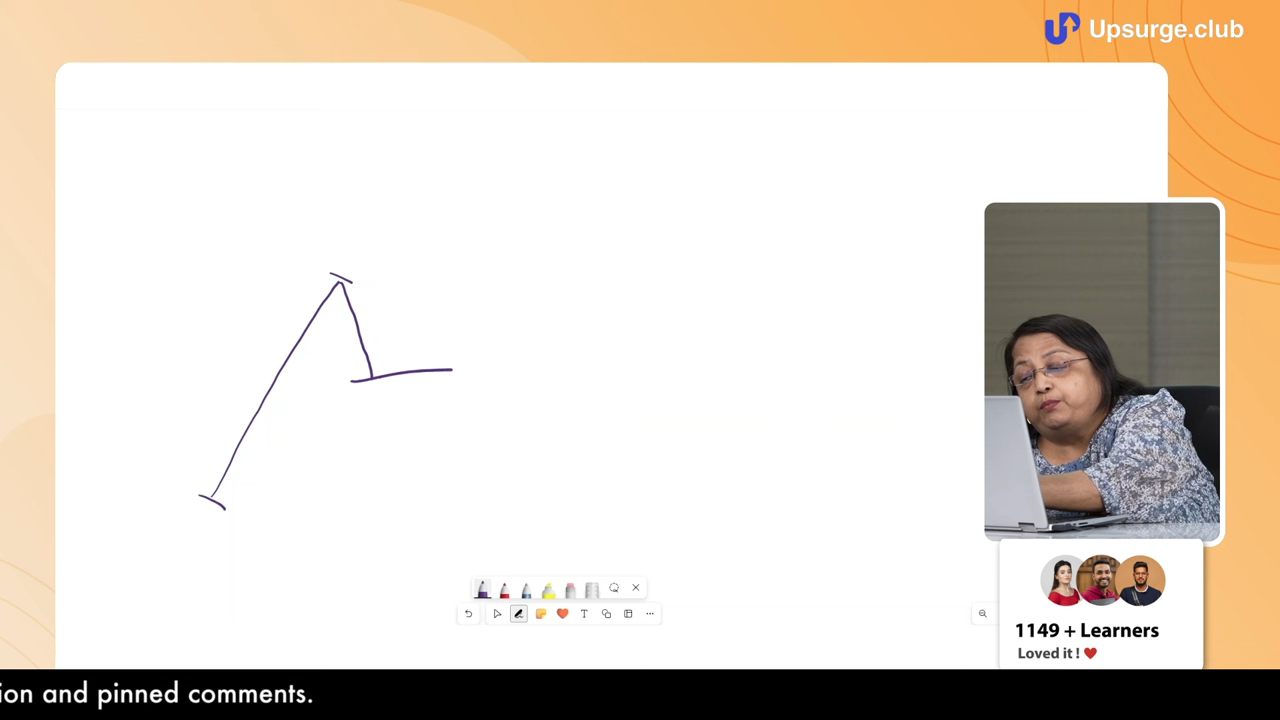 Upsurge.club
1149 + Learners
Loved it !
ion and pinned comments.